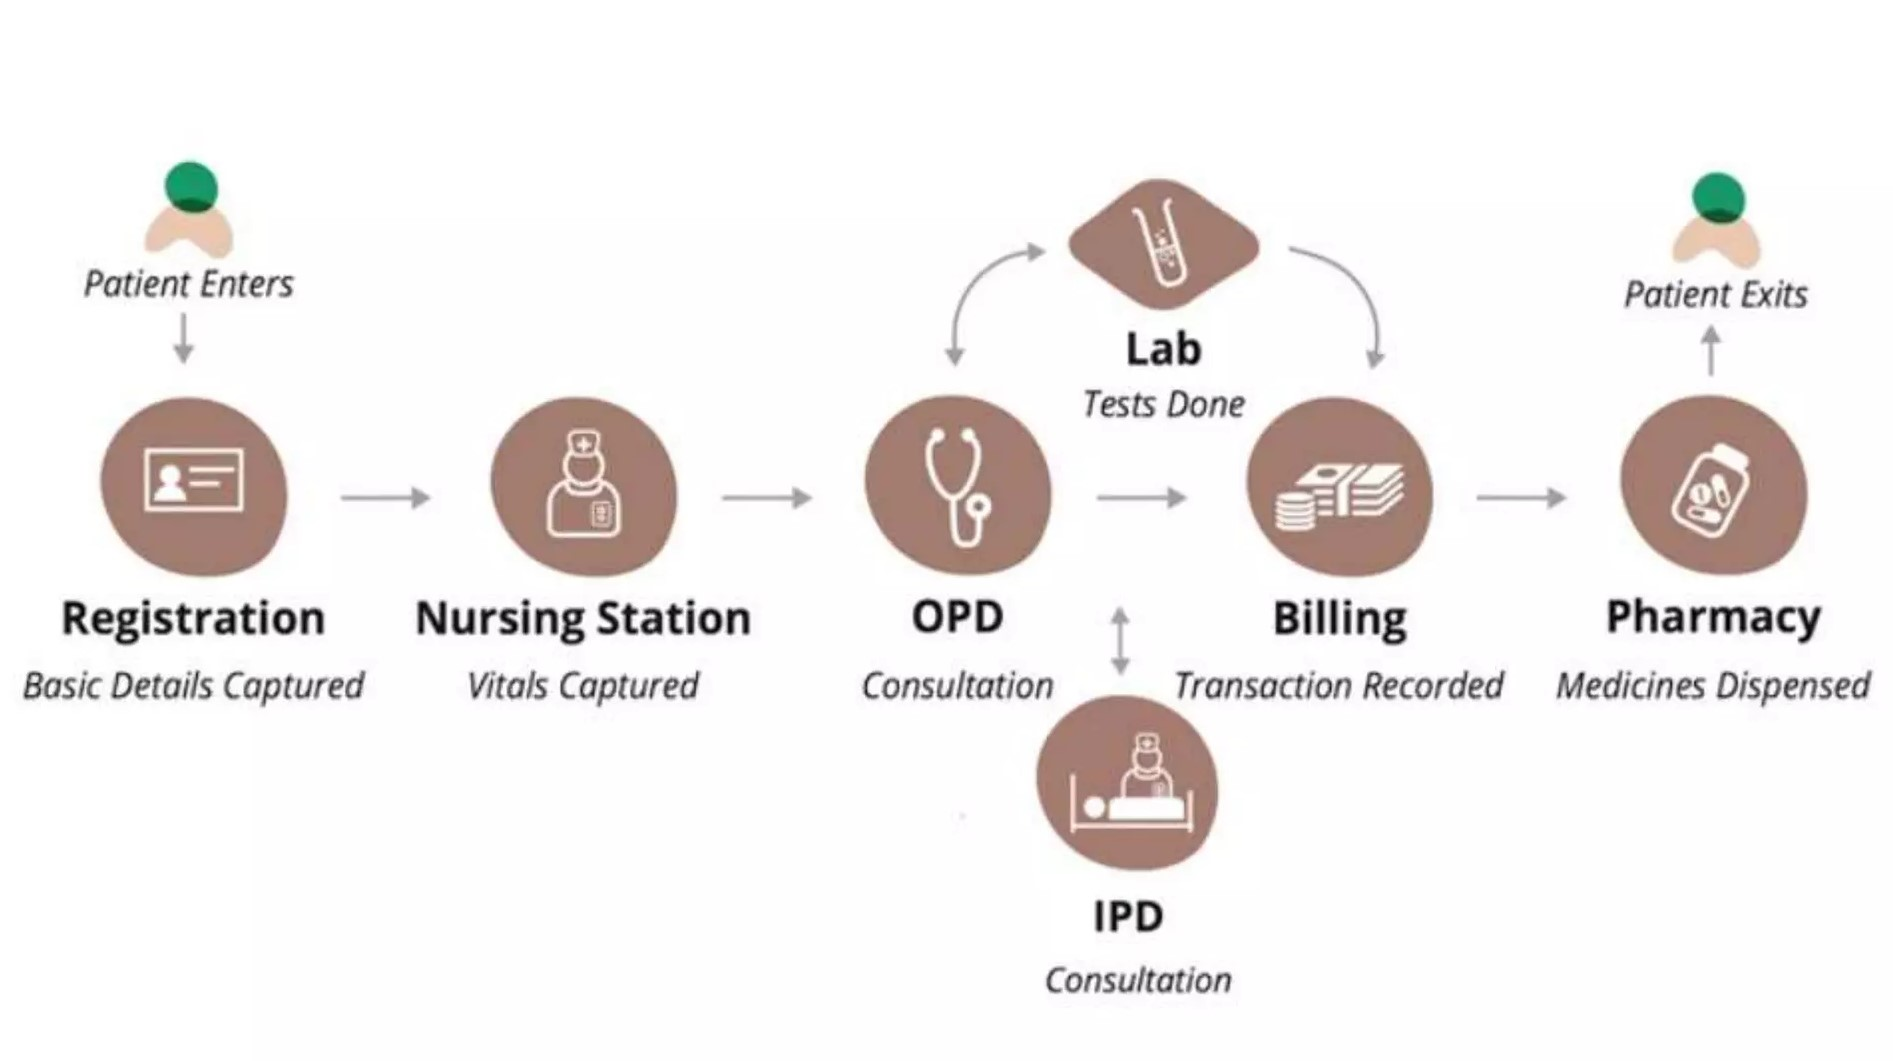 Patient Enters
Patient Exits
Lab
Tests Done
Registration
Basic Details Captured
Nursing Station
Vitals Captured
OPD
Consultation
Billing
Transaction Recorded
Pharmacy
Medicines Dispensed
IPD
Consultation